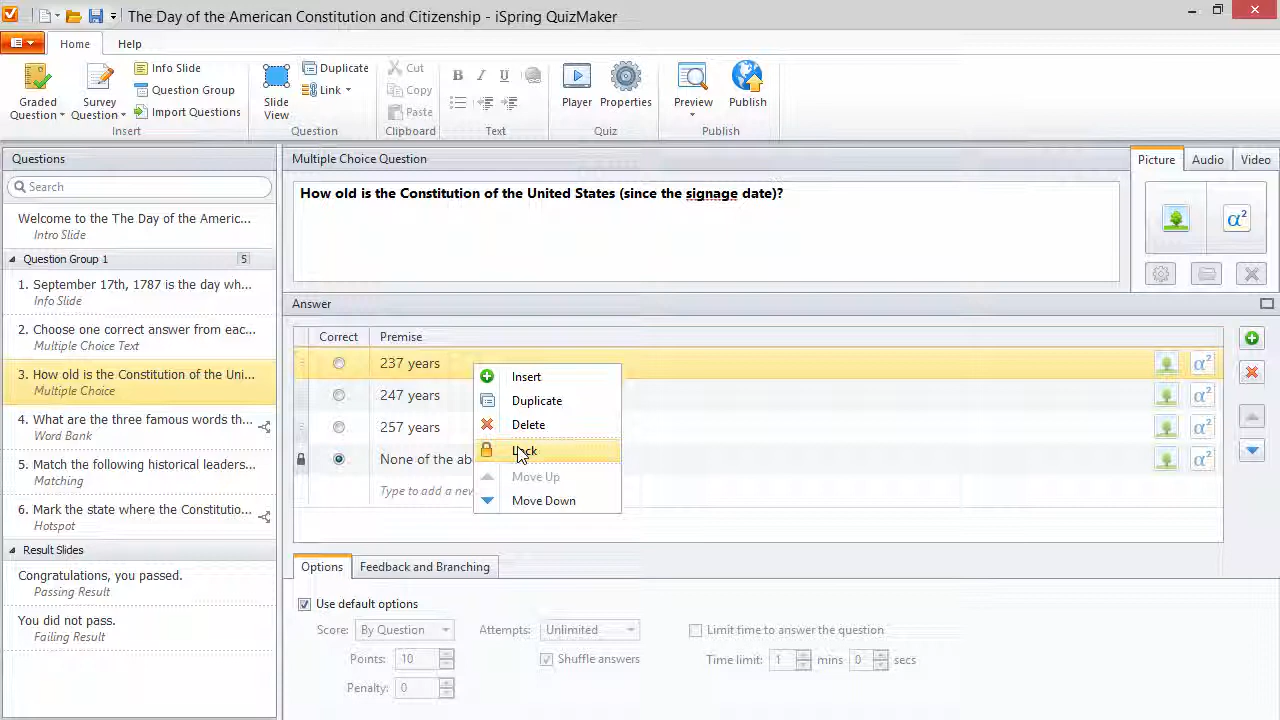 The Day of the American Constitution and Citizenship - iSpring QuizMaker
Home Help
Graded Question
Survey Question
Info Slide
Question Group
Import Questions
Insert
Slide View
Duplicate
Link
Question
Cut
Copy
Paste
Clipboard
B I U
Text
Player
Properties
Quiz
Preview
Publish
Publish
Questions
Search
Welcome to the The Day of the Americ...
Intro Slide
Question Group 1 5
1. September 17th, 1787 is the day wh...
Info Slide
2. Choose one correct answer from eac...
Multiple Choice Text
3. How old is the Constitution of the Uni...
Multiple Choice
4. What are the three famous words th...
Word Bank
5. Match the following historical leaders...
Matching
6. Mark the state where the Constitutio...
Hotspot
Result Slides
Congratulations, you passed.
Passing Result
You did not pass.
Failing Result
Multiple Choice Question
How old is the Constitution of the United States (since the signage date)?
Picture Audio Video
α²
Answer
Correct Premise
237 years α²
247 years α²
257 years α²
None of the ab α²
Type to add a nev
Insert
Duplicate
Delete
Lock
Move Up
Move Down
Options Feedback and Branching
Use default options
Score: By Question Attempts: Unlimited Limit time to answer the question
Points: 10 Shuffle answers Time limit: 1 mins 0 secs
Penalty: 0